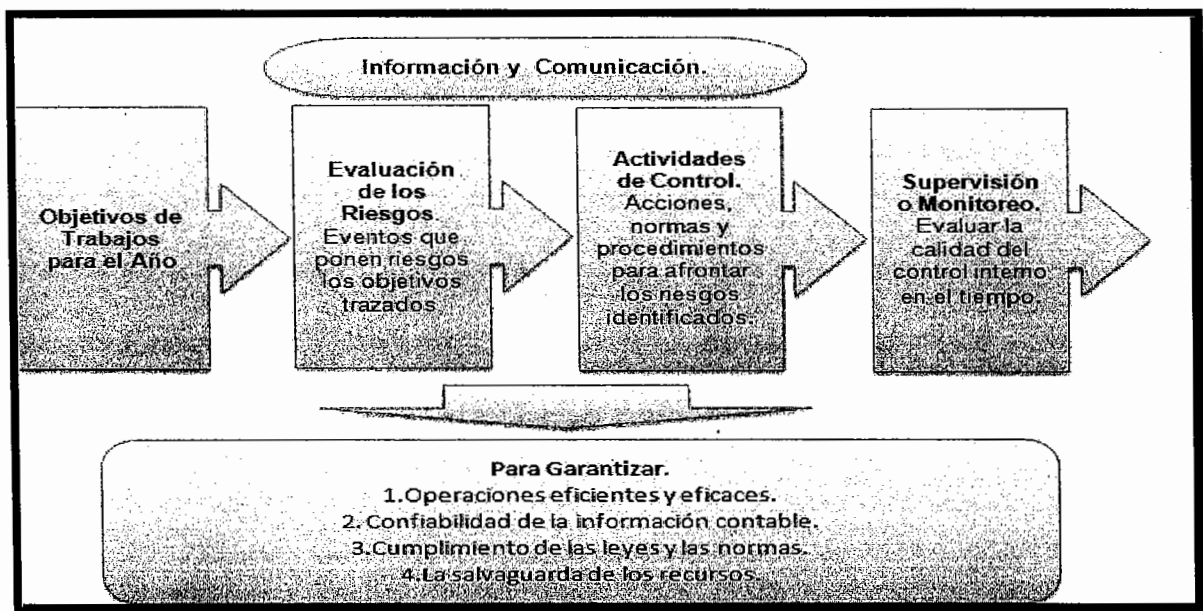 Información y Comunicación.
Objetivos de
Trabajos
para el Año
Evaluación
de los
Riesgos.
Eventos que
ponen riesgos
los objetivos
trazados
Actividades
de Control.
Acciones,
normas y
procedimientos
para afrontar
los riesgos
identificados.
Supervisión
o Monitoreo.
Evaluar la
calidad del
control interno
en el tiempo.
Para Garantizar.
1.Operaciones eficientes y eficaces.
2. Confiabilidad de la información contable.
3.Cumplimiento de las leyes y las normas.
4.La salvaguarda de los recursos